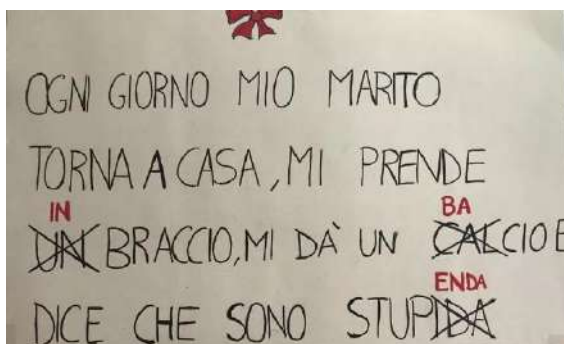 OGNI GIORNO MIO MARITO
TORNA A CASA, MI PRENDE
IN BA
UN BRACCIO, MI DÀ UN CALCIO E
ENDA
DICE CHE SONO STUPIDA